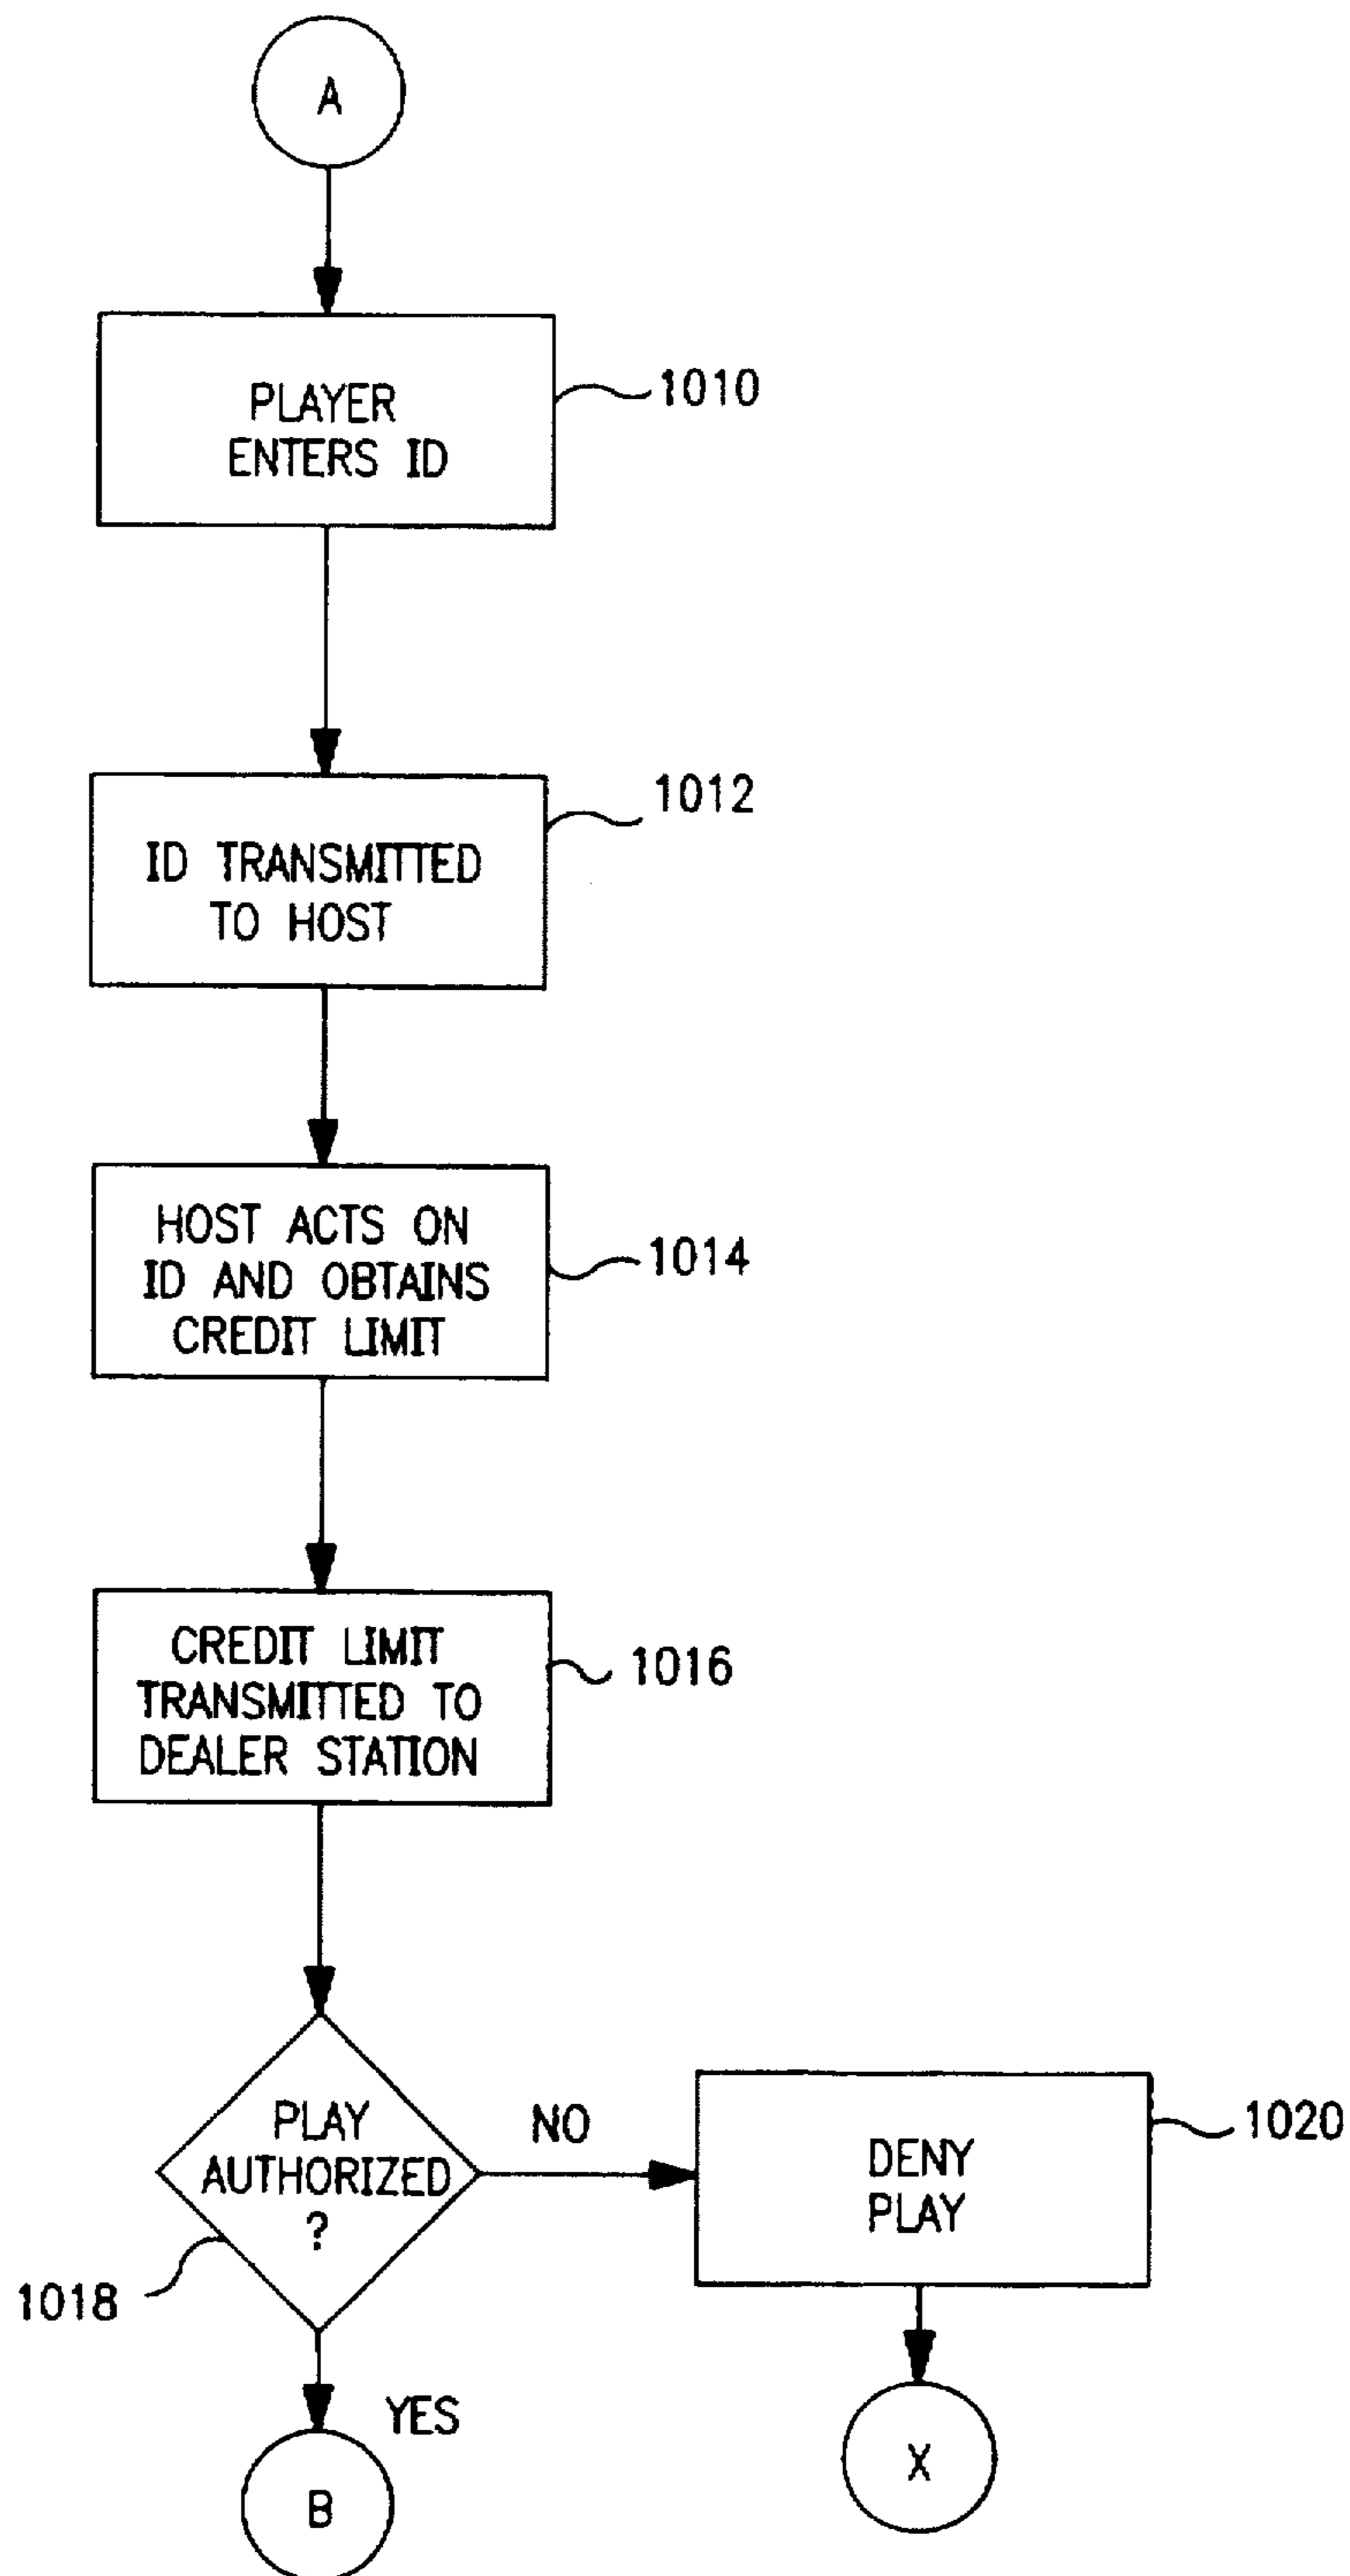 A
PLAYER
ENTERS ID
1010
ID TRANSMITTED
TO HOST
1012
HOST ACTS ON
ID AND OBTAINS
CREDIT LIMIT
1014
CREDIT LIMIT
TRANSMITTED TO
DEALER STATION
1016
PLAY
AUTHORIZED
?
1018
NO
DENY
PLAY
1020
YES
B
X